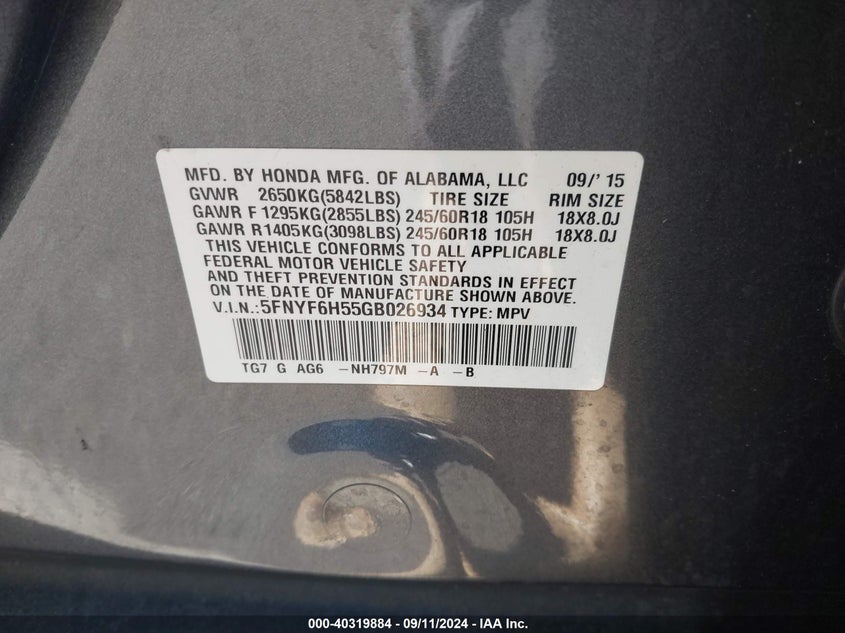 MFD. BY HONDA MFG. OF ALABAMA, LLC 09/' 15
GVWR 2650KG(5842LBS) TIRE SIZE RIM SIZE
GAWR F 1295KG(2855LBS) 245/60R18 105H 18X8.0J
GAWR R1405KG(3098LBS) 245/60R18 105H 18X8.0J
THIS VEHICLE CONFORMS TO ALL APPLICABLE
FEDERAL MOTOR VEHICLE SAFETY
AND THEFT PREVENTION STANDARDS IN EFFECT
ON THE DATE OF MANUFACTURE SHOWN ABOVE.
V.I.N.:5FNYF6H55GB026934 TYPE: MPV
TG7 G AG6 -NH797M -A -B
000-40319884 - 09/11/2024 - IAA Inc.